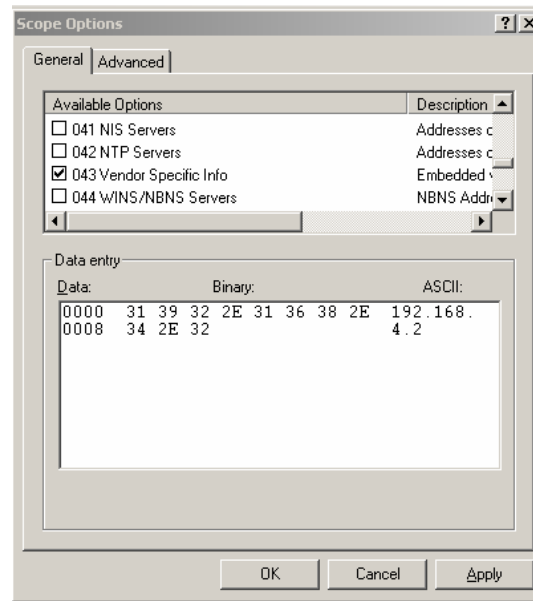 Scope Options
General Advanced
Available Options Description
041 NIS Servers Addresses c
042 NTP Servers Addresses c
043 Vendor Specific Info Embedded v
044 WINS/NBNS Servers NBNS Addr
Data entry
Data: Binary: ASCII:
0000 31 39 32 2E 31 36 38 2E 192.168.
0008 34 2E 32 4.2
OK Cancel Apply